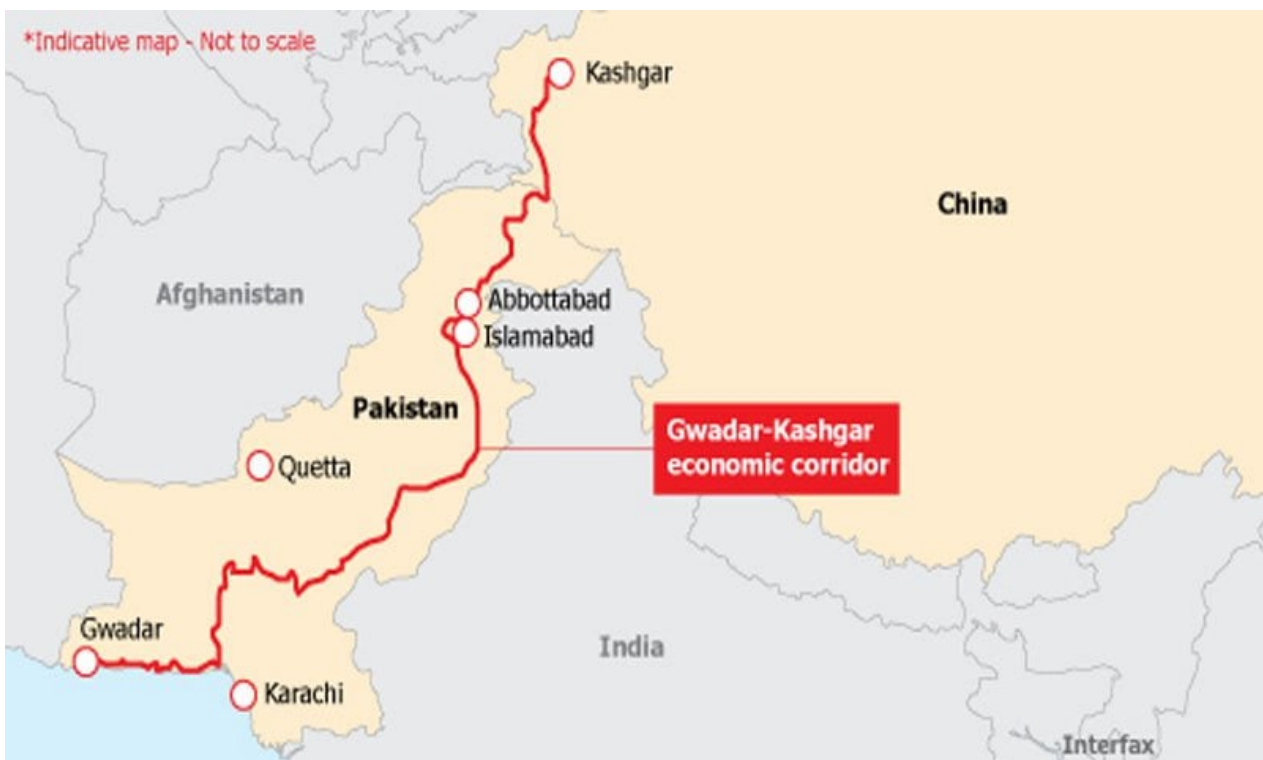 *Indicative map - Not to scale
Kashgar
China
Afghanistan
Abbottabad
Islamabad
Pakistan
Gwadar-Kashgar
economic corridor
Quetta
Gwadar
India
Karachi
Interfax